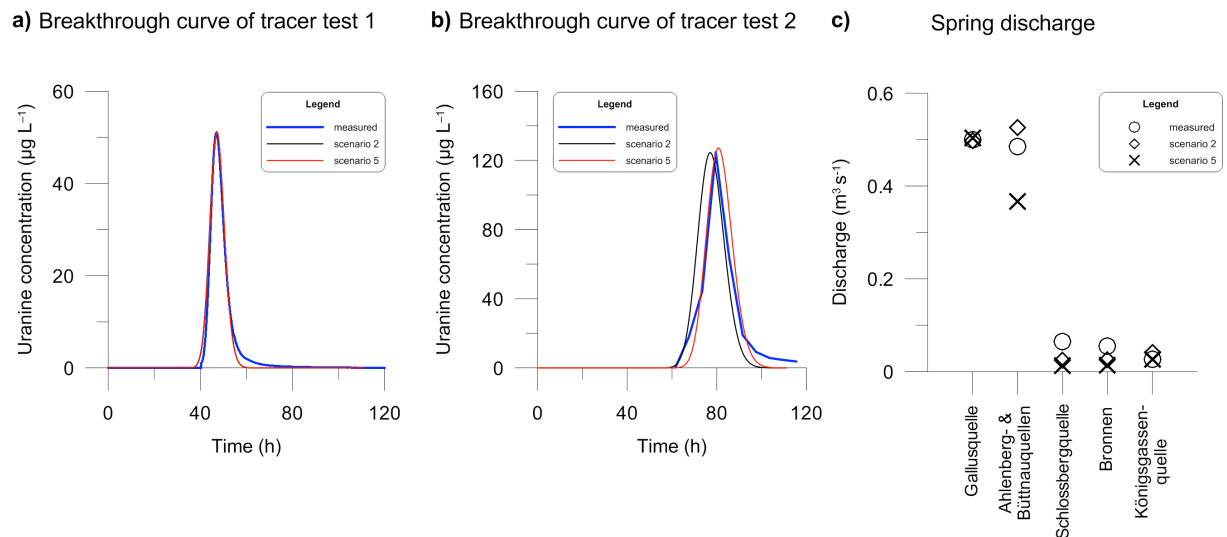 a) Breakthrough curve of tracer test 1
Uranine concentration (µg L⁻¹)
60
40
20
0
0
40
80
120
Time (h)
Legend
measured
scenario 2
scenario 5
b) Breakthrough curve of tracer test 2
Uranine concentration (µg L⁻¹)
160
120
80
40
0
0
40
80
120
Time (h)
Legend
measured
scenario 2
scenario 5
c) Spring discharge
Discharge (m³ s⁻¹)
0.6
0.4
0.2
0
Legend
measured
scenario 2
scenario 5
Gallusquelle
Ahlenberg- &
Büttnauquellen
Schlossbergquelle
Bronnen
Königsgassen-
quelle